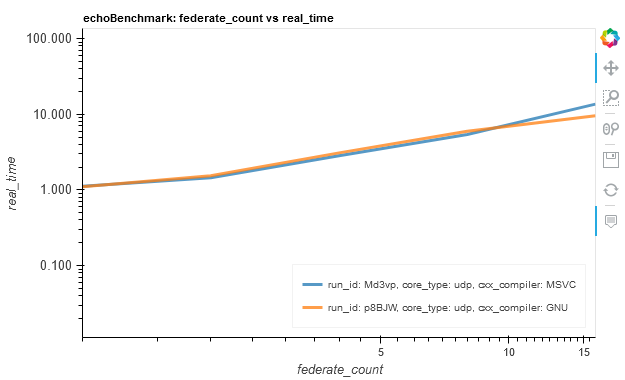 echoBenchmark: federate_count vs real_time
100.000
10.000
1.000
0.100
real_time
run_id: Md3vp, core_type: udp, cxx_compiler: MSVC
run_id: p8BJW, core_type: udp, cxx_compiler: GNU
5
10
15
federate_count